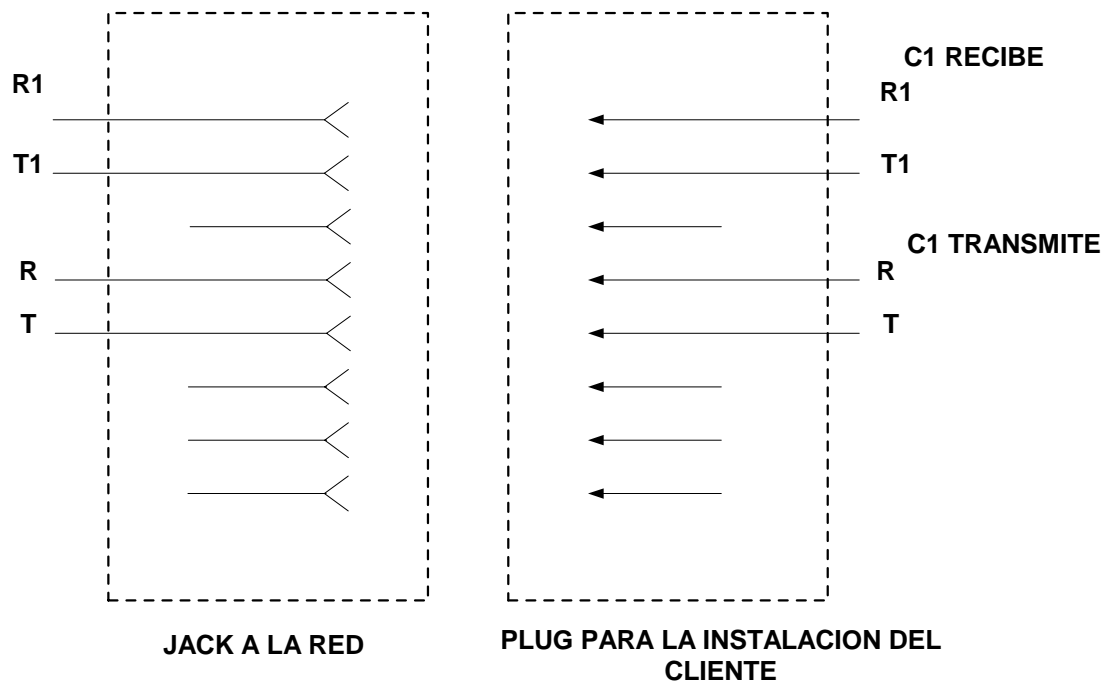 C1 RECIBE
R1
R1
T1
T1
C1 TRANSMITE
R
R
T
T
JACK A LA RED
PLUG PARA LA INSTALACION DEL
CLIENTE